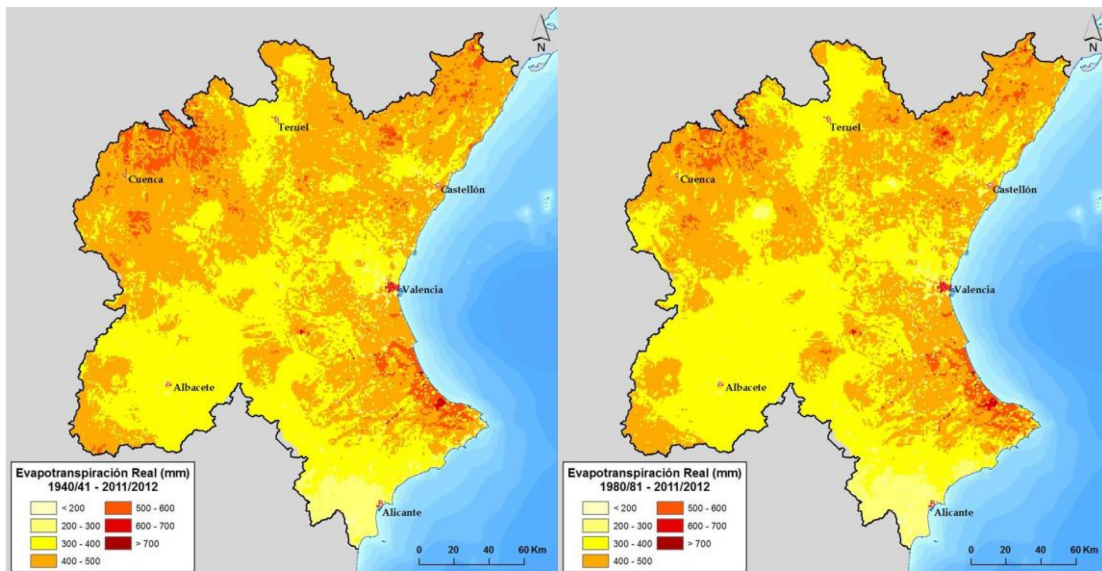 N
Teruel
Cuenca
Castellón
Valencia
Albacete
Alicante
Evapotranspiración Real (mm)
1940/41 - 2011/2012
< 200
500 - 600
200 - 300
600 - 700
300 - 400
> 700
400 - 500
0 20 40 60 Km
N
Teruel
Cuenca
Castellón
Valencia
Albacete
Alicante
Evapotranspiración Real (mm)
1980/81 - 2011/2012
< 200
500 - 600
200 - 300
600 - 700
300 - 400
> 700
400 - 500
0 20 40 60 Km